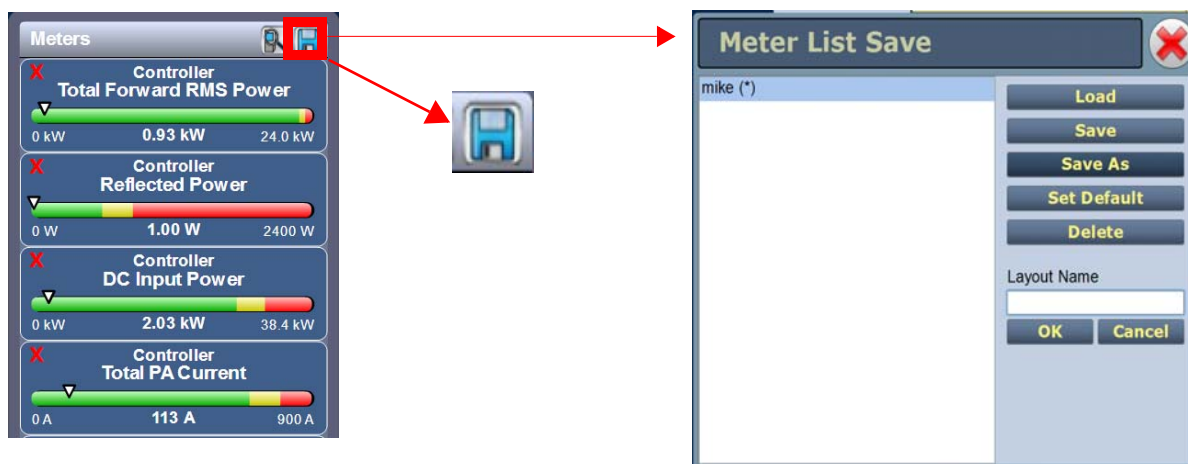 Meters
X Controller
Total Forward RMS Power
0 kW 0.93 kW 24.0 kW
X Controller
Reflected Power
0 W 1.00 W 2400 W
X Controller
DC Input Power
0 kW 2.03 kW 38.4 kW
X Controller
Total PA Current
0 A 113 A 900 A
Meter List Save
mike (*)
Load
Save
Save As
Set Default
Delete
Layout Name
OK Cancel